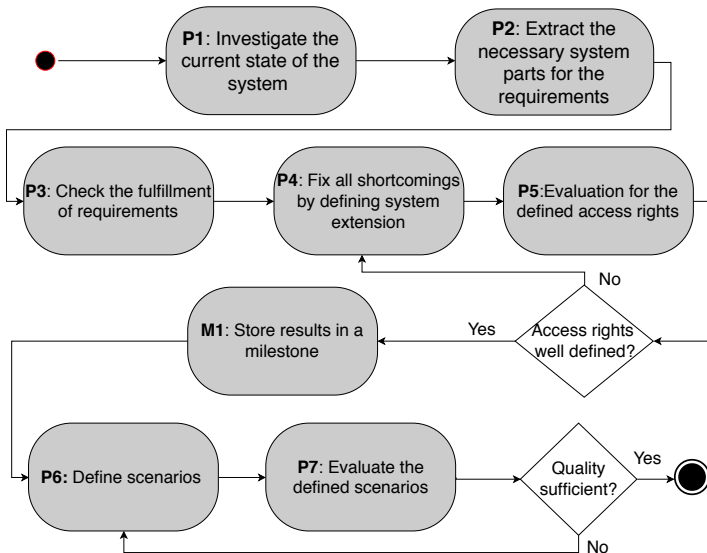 P1: Investigate the
current state of the
system
P2: Extract the
necessary system
parts for the
requirements
P3: Check the fulfillment
of requirements
P4: Fix all shortcomings
by defining system
extension
P5:Evaluation for the
defined access rights
No
M1: Store results in a
milestone
Yes
Access rights
well defined?
P6: Define scenarios
P7: Evaluate the
defined scenarios
Quality
sufficient?
Yes
No